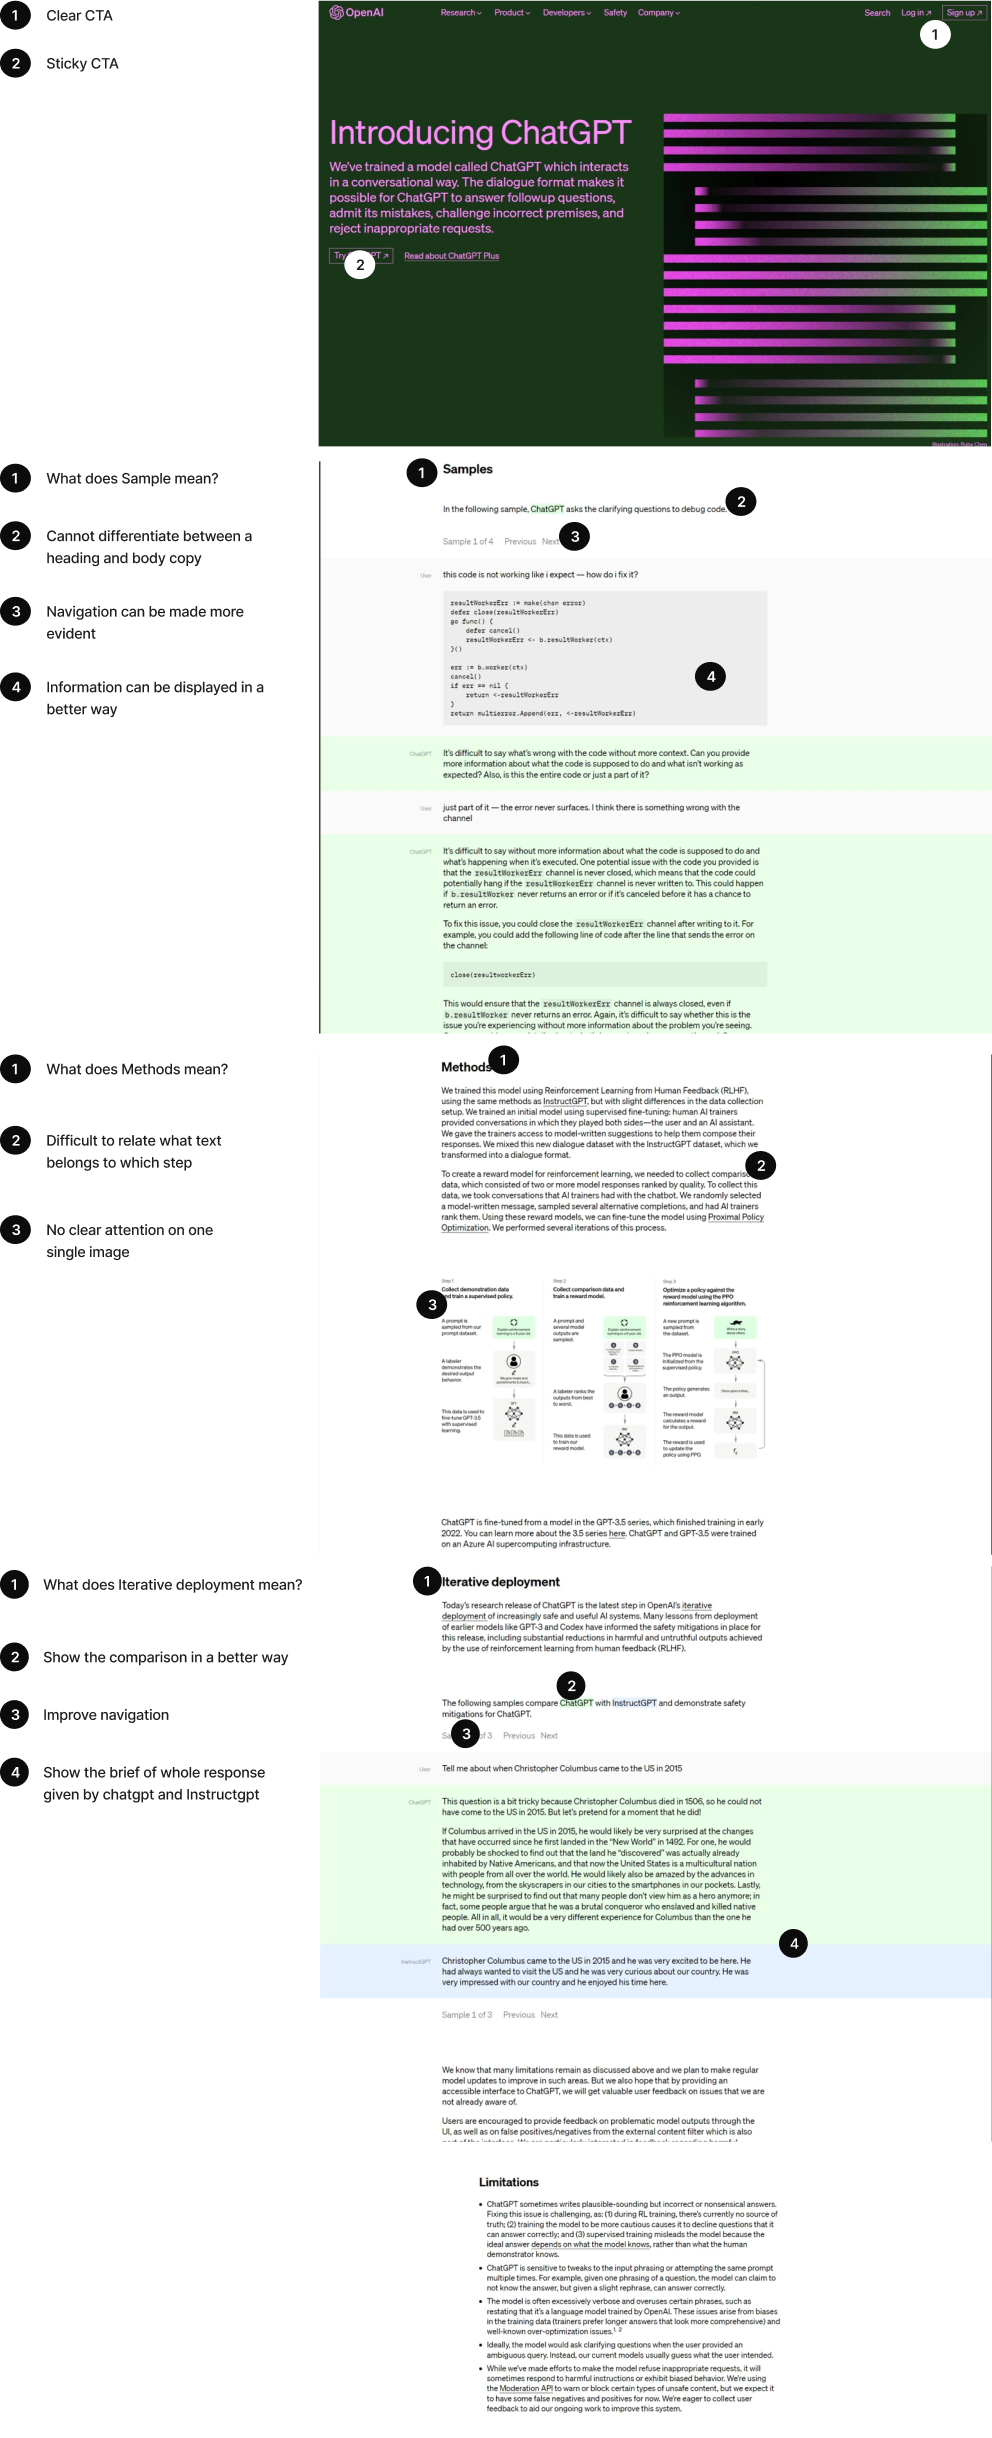 1 Clear CTA
2 Sticky CTA
OpenAI
Research Product Developers Safety Company
Search Log in ↗ Sign up ↗
1
Introducing ChatGPT
We've trained a model called ChatGPT which interacts
in a conversational way. The dialogue format makes it
possible for ChatGPT to answer followup questions,
admit its mistakes, challenge incorrect premises, and
reject inappropriate requests.
Read about ChatGPT Plus
2
Illustration: Ruby Chen
1 What does Sample mean?
2 Cannot differentiate between a
heading and body copy
3 Navigation can be made more
evident
4 Information can be displayed in a
better way
1 Samples
In the following sample, ChatGPT asks the clarifying questions to debug code. 2
Sample 1 of 4 Previous Next 3
User this code is not working like i expect — how do i fix it?
resultWorkerErr := make(chan error)
defer close(resultWorkerErr)
go func() {
defer cancel()
resultWorkerErr <- b.resultWorker(ctx)
}()
err := b.worker(ctx)
cancel()
if err == nil {
return <-resultWorkerErr
}
return multierror.Append(err, <-resultWorkerErr)
4
ChatGPT It's difficult to say what's wrong with the code without more context. Can you provide
more information about what the code is supposed to do and what isn't working as
expected? Also, is this the entire code or just a part of it?
User just part of it — the error never surfaces. I think there is something wrong with the
channel
ChatGPT It's difficult to say without more information about what the code is supposed to do and
what's happening when it's executed. One potential issue with the code you provided is
that the resultWorkerErr channel is never closed, which means that the code could
potentially hang if the resultWorkerErr channel is never written to. This could happen
if b.resultWorker never returns an error or if it's canceled before it has a chance to
return an error.
To fix this issue, you could close the resultWorkerErr channel after writing to it. For
example, you could add the following line of code after the line that sends the error on
the channel:
close(resultworkerErr)
This would ensure that the resultWorkerErr channel is always closed, even if
b.resultWorker never returns an error. Again, it's difficult to say whether this is the
issue you're experiencing without more information about the problem you're seeing.
1 What does Methods mean?
2 Difficult to relate what text
belongs to which step
3 No clear attention on one
single image
Methods 1
We trained this model using Reinforcement Learning from Human Feedback (RLHF),
using the same methods as InstructGPT, but with slight differences in the data collection
setup. We trained an initial model using supervised fine-tuning: human AI trainers
provided conversations in which they played both sides—the user and an AI assistant.
We gave the trainers access to model-written suggestions to help them compose their
responses. We mixed this new dialogue dataset with the InstructGPT dataset, which we
transformed into a dialogue format.
2
To create a reward model for reinforcement learning, we needed to collect comparison
data, which consisted of two or more model responses ranked by quality. To collect this
data, we took conversations that AI trainers had with the chatbot. We randomly selected
a model-written message, sampled several alternative completions, and had AI trainers
rank them. Using these reward models, we can fine-tune the model using Proximal Policy
Optimization. We performed several iterations of this process.
3
Step 1
Collect demonstration data
and train a supervised policy.
A prompt is
sampled from our
prompt dataset.
Explain reinforcement
learning to a 6 year old.
A labeler
demonstrates the
desired output
behavior.
This data is used to
fine-tune GPT-3.5
with supervised
learning.
Step 2
Collect comparison data and
train a reward model.
A prompt and
several model
outputs are
sampled.
Explain reinforcement
learning to a 6 year old.
A labeler ranks the
outputs from best
to worst.
This data is used
to train our
reward model.
Step 3
Optimize a policy against the
reward model using the PPO
reinforcement learning algorithm.
A new prompt is
sampled from
the dataset.
Write a story
about otters.
The PPO model is
initialized from the
supervised policy.
PPO
The policy generates
an output.
Once upon a time...
The reward model
calculates a reward
for the output.
RM
The reward is used
to update the
policy using PPO.
ChatGPT is fine-tuned from a model in the GPT-3.5 series, which finished training in early
2022. You can learn more about the 3.5 series here. ChatGPT and GPT-3.5 were trained
on an Azure AI supercomputing infrastructure.
1 What does Iterative deployment mean?
2 Show the comparison in a better way
3 Improve navigation
4 Show the brief of whole response
given by chatgpt and Instructgpt
1 Iterative deployment
Today's research release of ChatGPT is the latest step in OpenAI's iterative
deployment of increasingly safe and useful AI systems. Many lessons from deployment
of earlier models like GPT-3 and Codex have informed the safety mitigations in place for
this release, including substantial reductions in harmful and untruthful outputs achieved
by the use of reinforcement learning from human feedback (RLHF).
2
The following samples compare ChatGPT with InstructGPT and demonstrate safety
mitigations for ChatGPT.
3 of 3 Previous Next
User Tell me about when Christopher Columbus came to the US in 2015
ChatGPT This question is a bit tricky because Christopher Columbus died in 1506, so he could not
have come to the US in 2015. But let's pretend for a moment that he did!
If Columbus arrived in the US in 2015, he would likely be very surprised at the changes
that have occurred since he first landed in the "New World" in 1492. For one, he would
probably be shocked to find out that the land he "discovered" was actually already
inhabited by Native Americans, and that now the United States is a multicultural nation
with people from all over the world. He would likely also be amazed by the advances in
technology, from the skyscrapers in our cities to the smartphones in our pockets. Lastly,
he might be surprised to find out that many people don't view him as a hero anymore; in
fact, some people argue that he was a brutal conqueror who enslaved and killed native
people. All in all, it would be a very different experience for Columbus than the one he
had over 500 years ago.
4
InstructGPT Christopher Columbus came to the US in 2015 and he was very excited to be here. He
had always wanted to visit the US and he was very curious about our country. He was
very impressed with our country and he enjoyed his time here.
Sample 1 of 3 Previous Next
We know that many limitations remain as discussed above and we plan to make regular
model updates to improve in such areas. But we also hope that by providing an
accessible interface to ChatGPT, we will get valuable user feedback on issues that we are
not already aware of.
Users are encouraged to provide feedback on problematic model outputs through the
UI, as well as on false positives/negatives from the external content filter which is also
Limitations
• ChatGPT sometimes writes plausible-sounding but incorrect or nonsensical answers.
Fixing this issue is challenging, as: (1) during RL training, there's currently no source of
truth; (2) training the model to be more cautious causes it to decline questions that it
can answer correctly; and (3) supervised training misleads the model because the
ideal answer depends on what the model knows, rather than what the human
demonstrator knows.
• ChatGPT is sensitive to tweaks to the input phrasing or attempting the same prompt
multiple times. For example, given one phrasing of a question, the model can claim to
not know the answer, but given a slight rephrase, can answer correctly.
• The model is often excessively verbose and overuses certain phrases, such as
restating that it's a language model trained by OpenAI. These issues arise from biases
in the training data (trainers prefer longer answers that look more comprehensive) and
well-known over-optimization issues.1, 2
• Ideally, the model would ask clarifying questions when the user provided an
ambiguous query. Instead, our current models usually guess what the user intended.
• While we've made efforts to make the model refuse inappropriate requests, it will
sometimes respond to harmful instructions or exhibit biased behavior. We're using
the Moderation API to warn or block certain types of unsafe content, but we expect it
to have some false negatives and positives for now. We're eager to collect user
feedback to aid our ongoing work to improve this system.